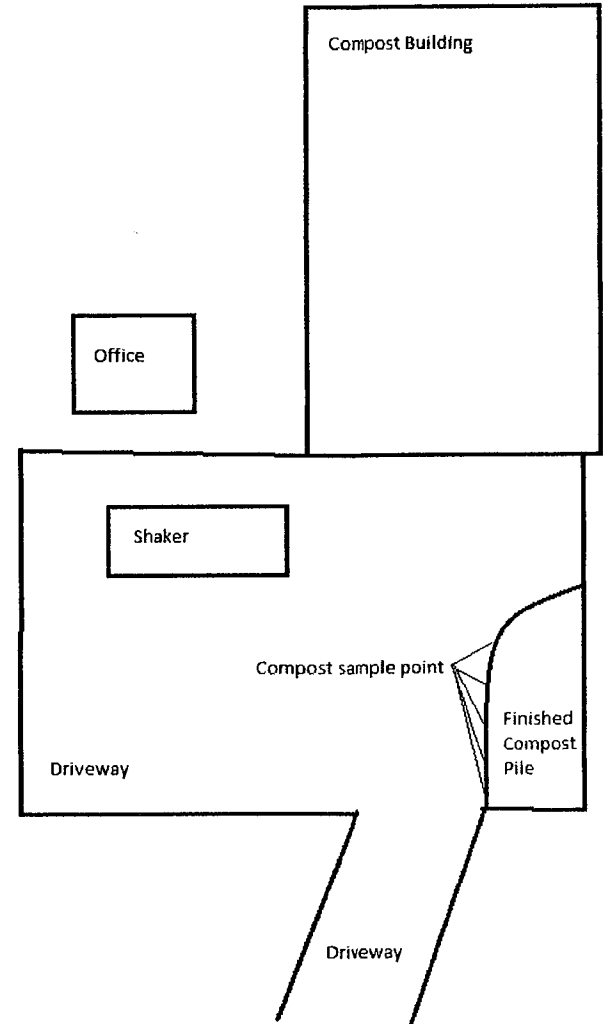 Compost Building
Office
Shaker
Compost sample point
Finished
Compost
Pile
Driveway
Driveway